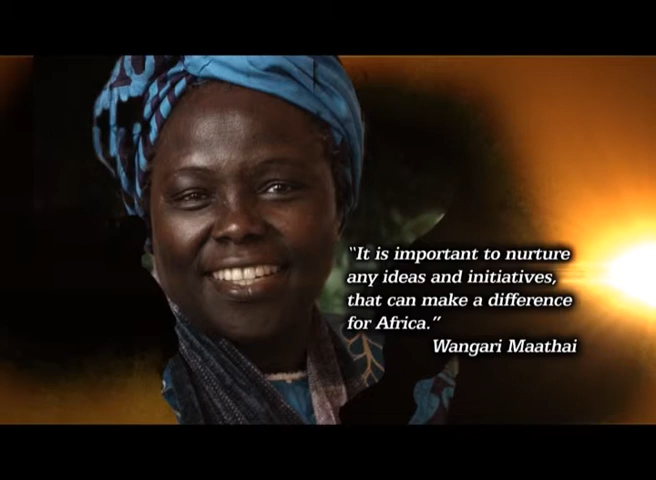 “It is important to nurture
any ideas and initiatives,
that can make a difference
for Africa.”
Wangari Maathai